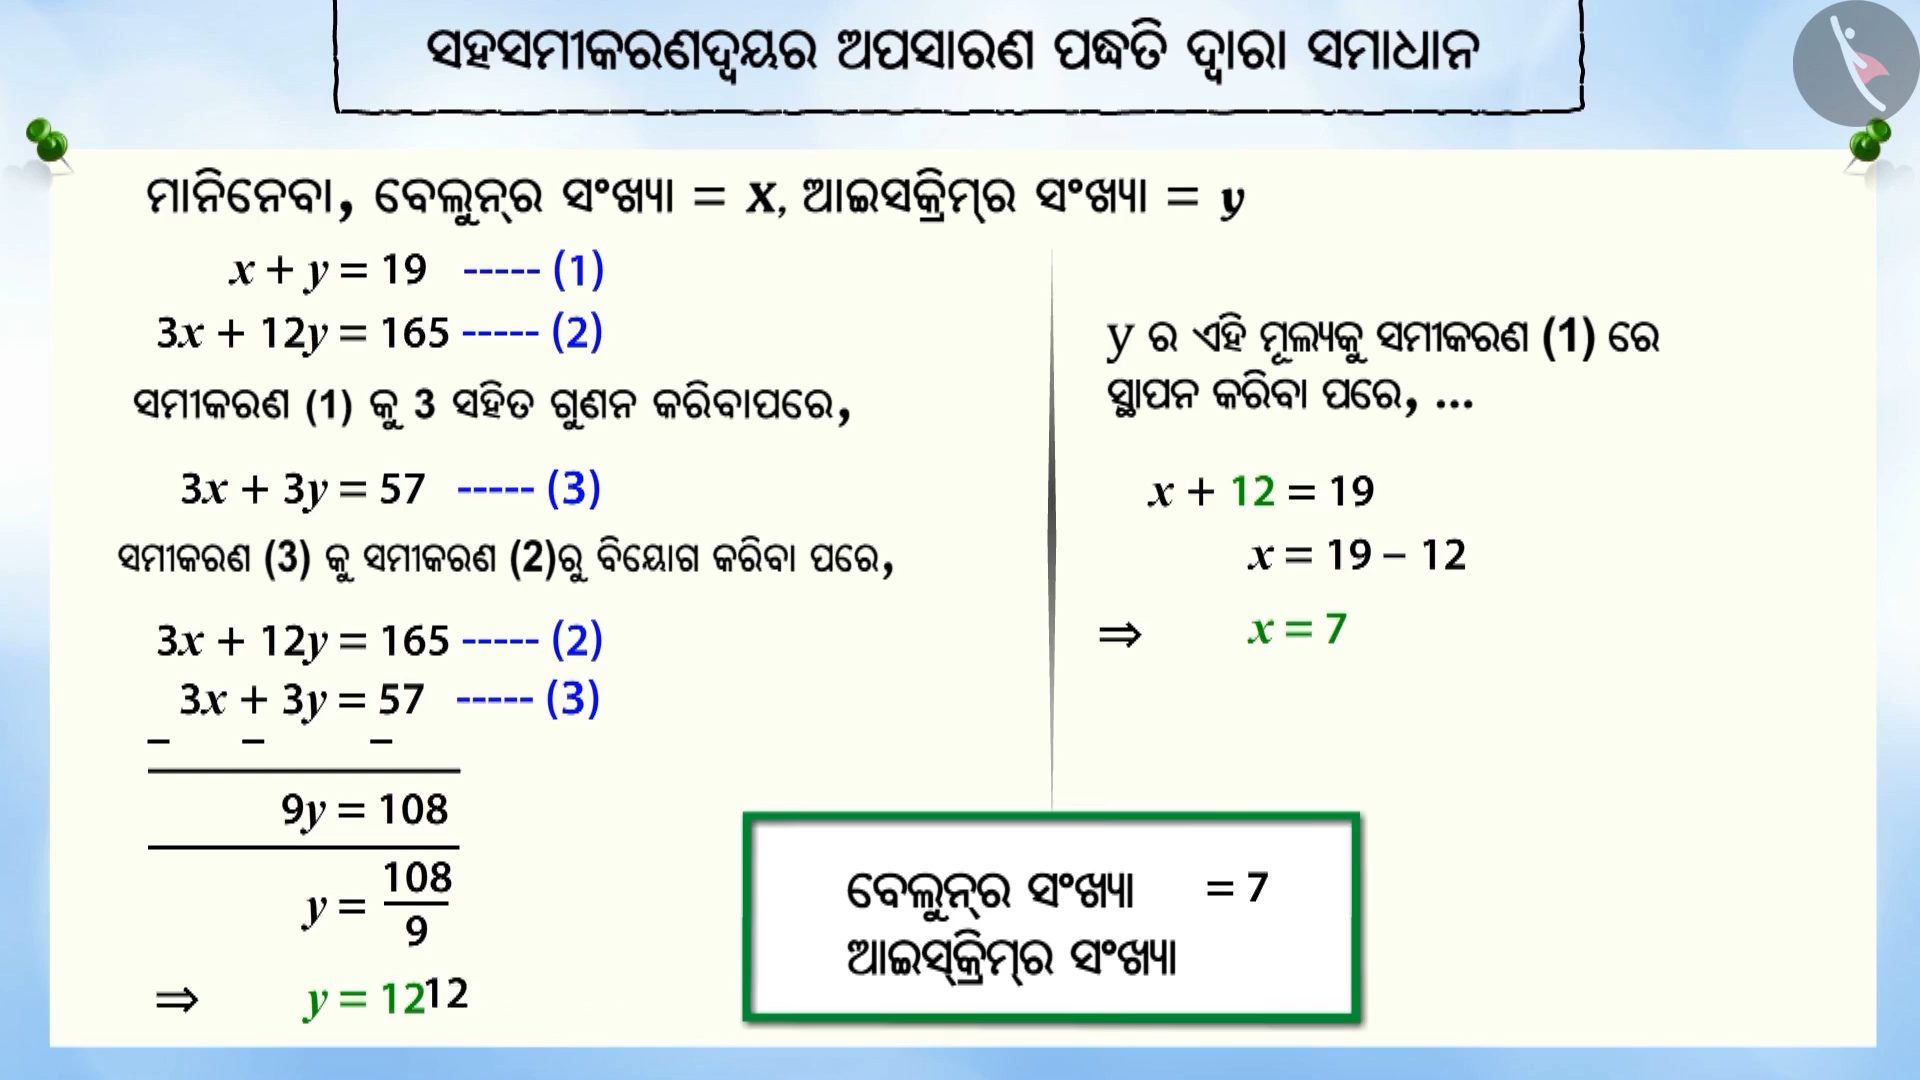 ସହସମୀକରଣଦ୍ୱୟର ଅପସାରଣ ପଦ୍ଧତି ଦ୍ୱାରା ସମାଧାନ
ମାନିନେବା, ବେଲୁନ୍‌ର ସଂଖ୍ୟା = x, ଆଇସକ୍ରିମ୍‌ର ସଂଖ୍ୟା = y
x + y = 19 ----- (1)
3x + 12y = 165 ----- (2)
ସମୀକରଣ (1) କୁ 3 ସହିତ ଗୁଣନ କରିବାପରେ,
3x + 3y = 57 ----- (3)
ସମୀକରଣ (3) କୁ ସମୀକରଣ (2)ରୁ ବିୟୋଗ କରିବା ପରେ,
3x + 12y = 165 ----- (2)
3x + 3y = 57 ----- (3)
– – –
9y = 108
y = 108/9
⇒ y = 1212
y ର ଏହି ମୂଲ୍ୟକୁ ସମୀକରଣ (1) ରେ
ସ୍ଥାପନ କରିବା ପରେ, ...
x + 12 = 19
x = 19 – 12
⇒ x = 7
ବେଲୁନ୍‌ର ସଂଖ୍ୟା = 7
ଆଇସ୍‌କ୍ରିମ୍‌ର ସଂଖ୍ୟା